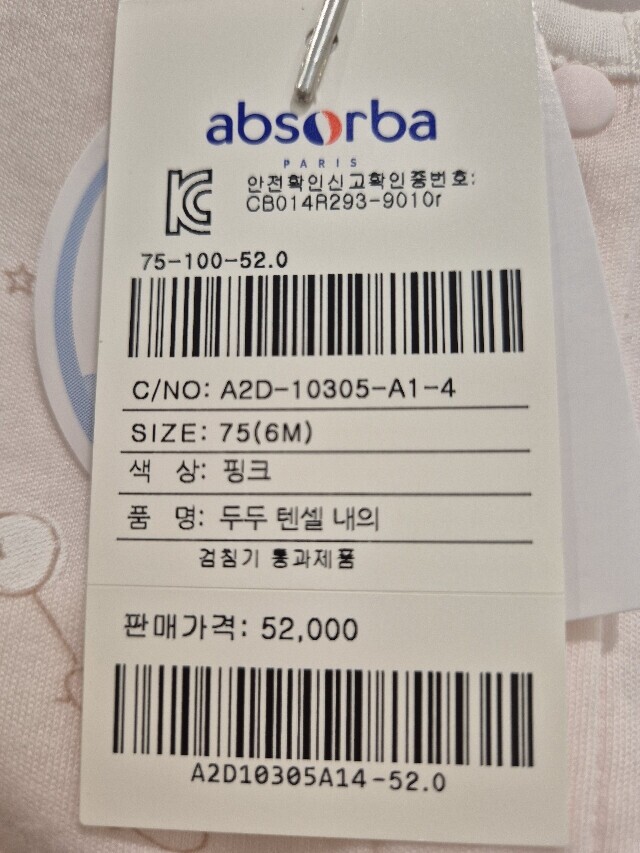 absorba
PARIS
안전확인신고확인증번호:
CB014R293-9010r
75-100-52.0
C/NO: A2D-10305-A1-4
SIZE: 75(6M)
색 상: 핑크
품 명: 두두 텐셀 내의
검침기 통과제품
판매가격: 52,000
A2D10305A14-52.0